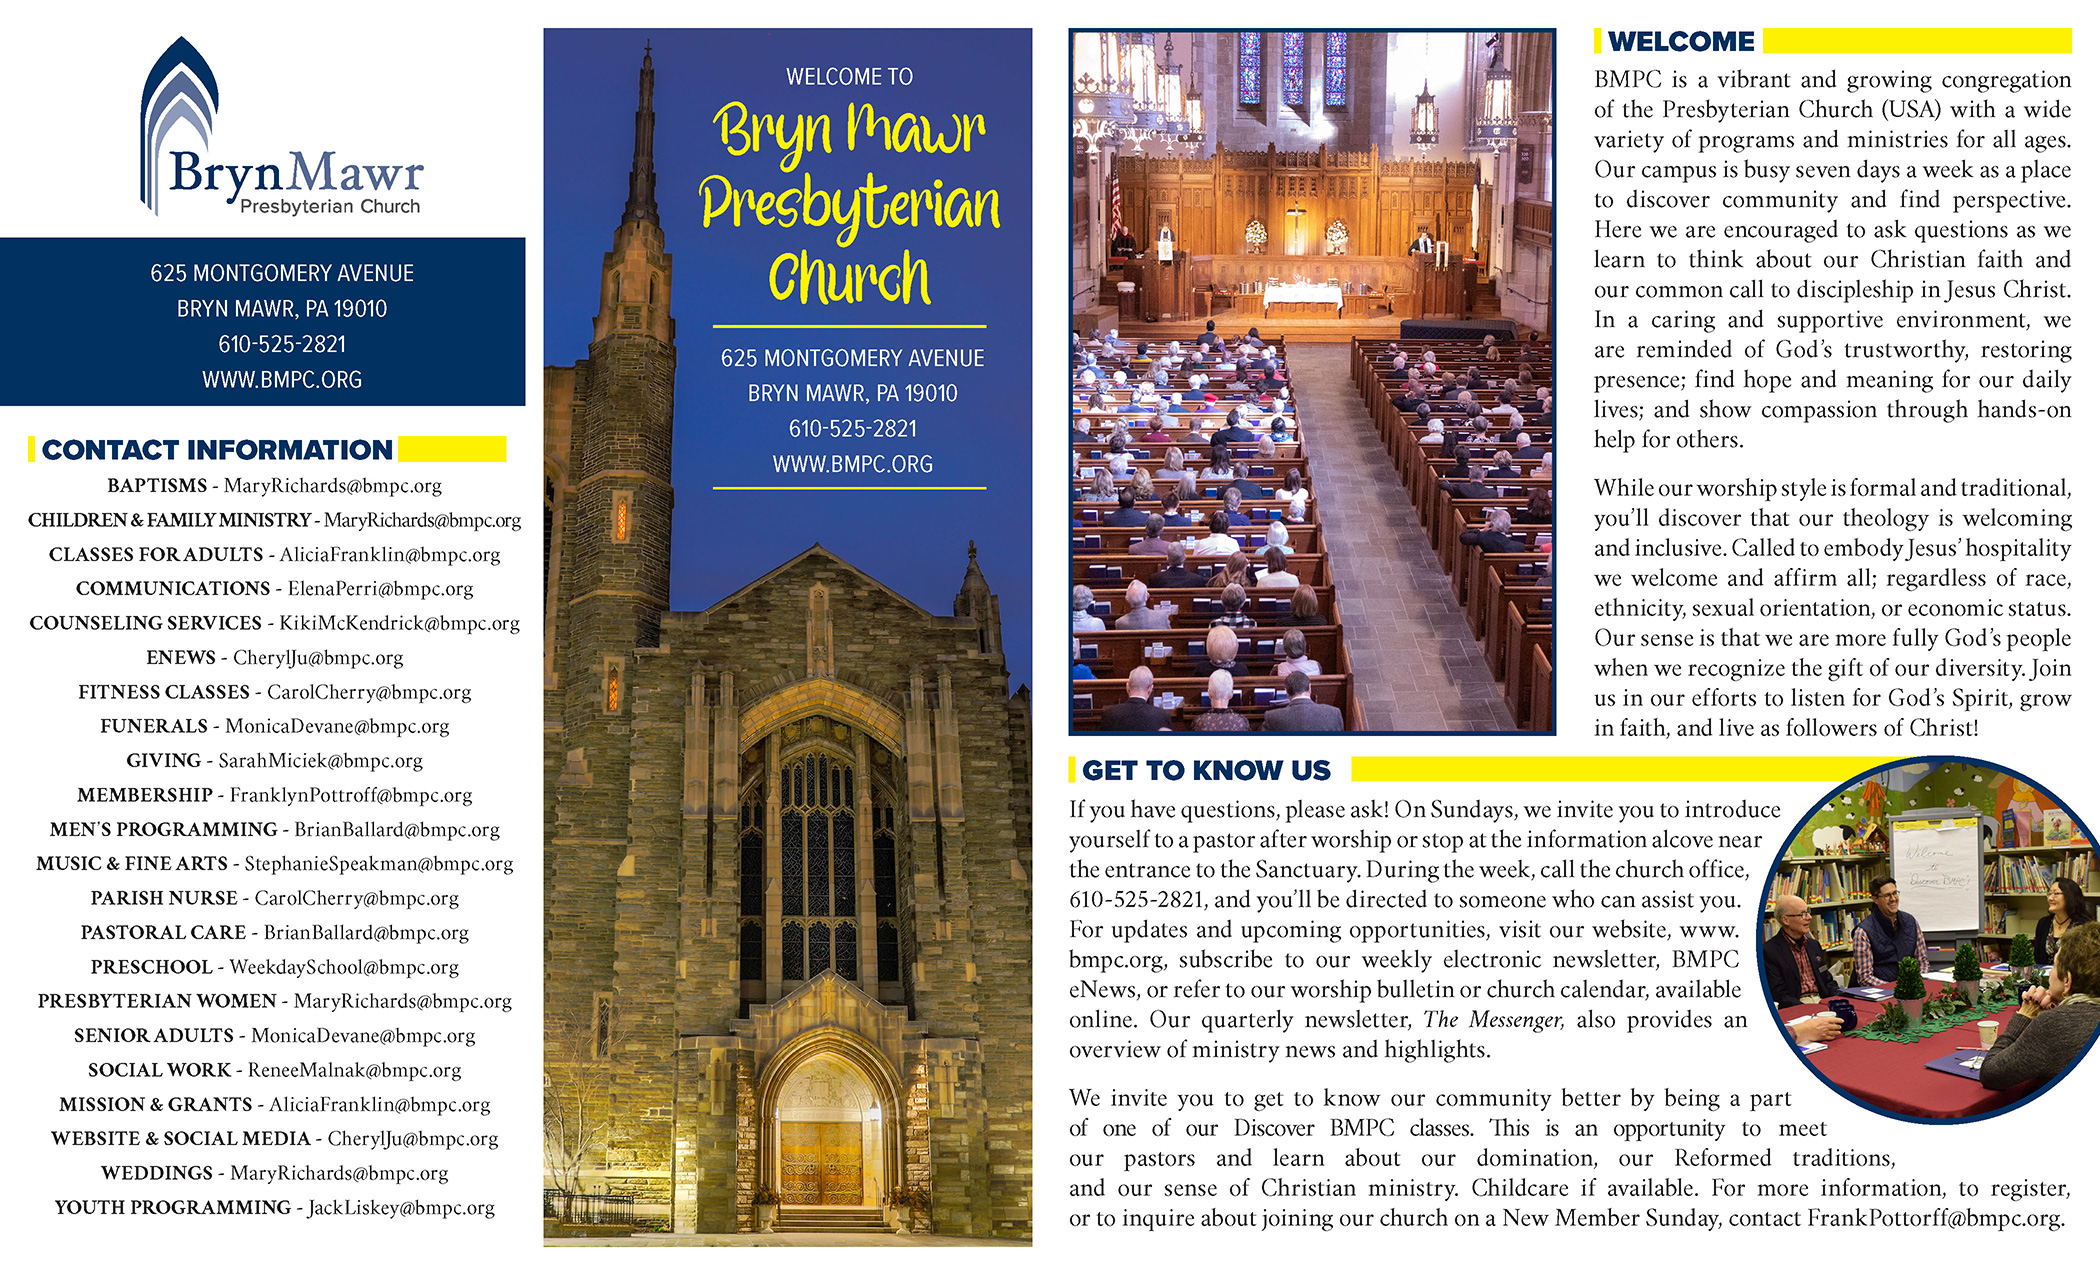 BrynMawr
Presbyterian Church
625 MONTGOMERY AVENUE
BRYN MAWR, PA 19010
610-525-2821
WWW.BMPC.ORG
CONTACT INFORMATION
BAPTISMS - MaryRichards@bmpc.org
CHILDREN & FAMILY MINISTRY - MaryRichards@bmpc.org
CLASSES FOR ADULTS - AliciaFranklin@bmpc.org
COMMUNICATIONS - ElenaPerri@bmpc.org
COUNSELING SERVICES - KikiMcKendrick@bmpc.org
ENEWS - CherylJu@bmpc.org
FITNESS CLASSES - CarolCherry@bmpc.org
FUNERALS - MonicaDevane@bmpc.org
GIVING - SarahMiciek@bmpc.org
MEMBERSHIP - FranklynPottroff@bmpc.org
MEN'S PROGRAMMING - BrianBallard@bmpc.org
MUSIC & FINE ARTS - StephanieSpeakman@bmpc.org
PARISH NURSE - CarolCherry@bmpc.org
PASTORAL CARE - BrianBallard@bmpc.org
PRESCHOOL - WeekdaySchool@bmpc.org
PRESBYTERIAN WOMEN - MaryRichards@bmpc.org
SENIOR ADULTS - MonicaDevane@bmpc.org
SOCIAL WORK - ReneeMalnak@bmpc.org
MISSION & GRANTS - AliciaFranklin@bmpc.org
WEBSITE & SOCIAL MEDIA - CherylJu@bmpc.org
WEDDINGS - MaryRichards@bmpc.org
YOUTH PROGRAMMING - JackLiskey@bmpc.org
WELCOME TO
Bryn Mawr
Presbyterian
Church
625 MONTGOMERY AVENUE
BRYN MAWR, PA 19010
610-525-2821
WWW.BMPC.ORG
WELCOME
BMPC is a vibrant and growing congregation
of the Presbyterian Church (USA) with a wide
variety of programs and ministries for all ages.
Our campus is busy seven days a week as a place
to discover community and find perspective.
Here we are encouraged to ask questions as we
learn to think about our Christian faith and
our common call to discipleship in Jesus Christ.
In a caring and supportive environment, we
are reminded of God's trustworthy, restoring
presence; find hope and meaning for our daily
lives; and show compassion through hands-on
help for others.
While our worship style is formal and traditional,
you'll discover that our theology is welcoming
and inclusive. Called to embody Jesus' hospitality
we welcome and affirm all; regardless of race,
ethnicity, sexual orientation, or economic status.
Our sense is that we are more fully God's people
when we recognize the gift of our diversity. Join
us in our efforts to listen for God's Spirit, grow
in faith, and live as followers of Christ!
GET TO KNOW US
If you have questions, please ask! On Sundays, we invite you to introduce
yourself to a pastor after worship or stop at the information alcove near
the entrance to the Sanctuary. During the week, call the church office,
610-525-2821, and you'll be directed to someone who can assist you.
For updates and upcoming opportunities, visit our website, www.
bmpc.org, subscribe to our weekly electronic newsletter, BMPC
eNews, or refer to our worship bulletin or church calendar, available
online. Our quarterly newsletter, The Messenger, also provides an
overview of ministry news and highlights.
We invite you to get to know our community better by being a part
of one of our Discover BMPC classes. This is an opportunity to meet
our pastors and learn about our domination, our Reformed traditions,
and our sense of Christian ministry. Childcare if available. For more information, to register,
or to inquire about joining our church on a New Member Sunday, contact FrankPottorff@bmpc.org.
Welcome
to
Discover BMPC!